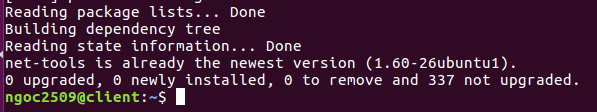 Reading package lists... Done
Building dependency tree
Reading state information... Done
net-tools is already the newest version (1.60-26ubuntu1).
0 upgraded, 0 newly installed, 0 to remove and 337 not upgraded.
ngoc2509@client:~$